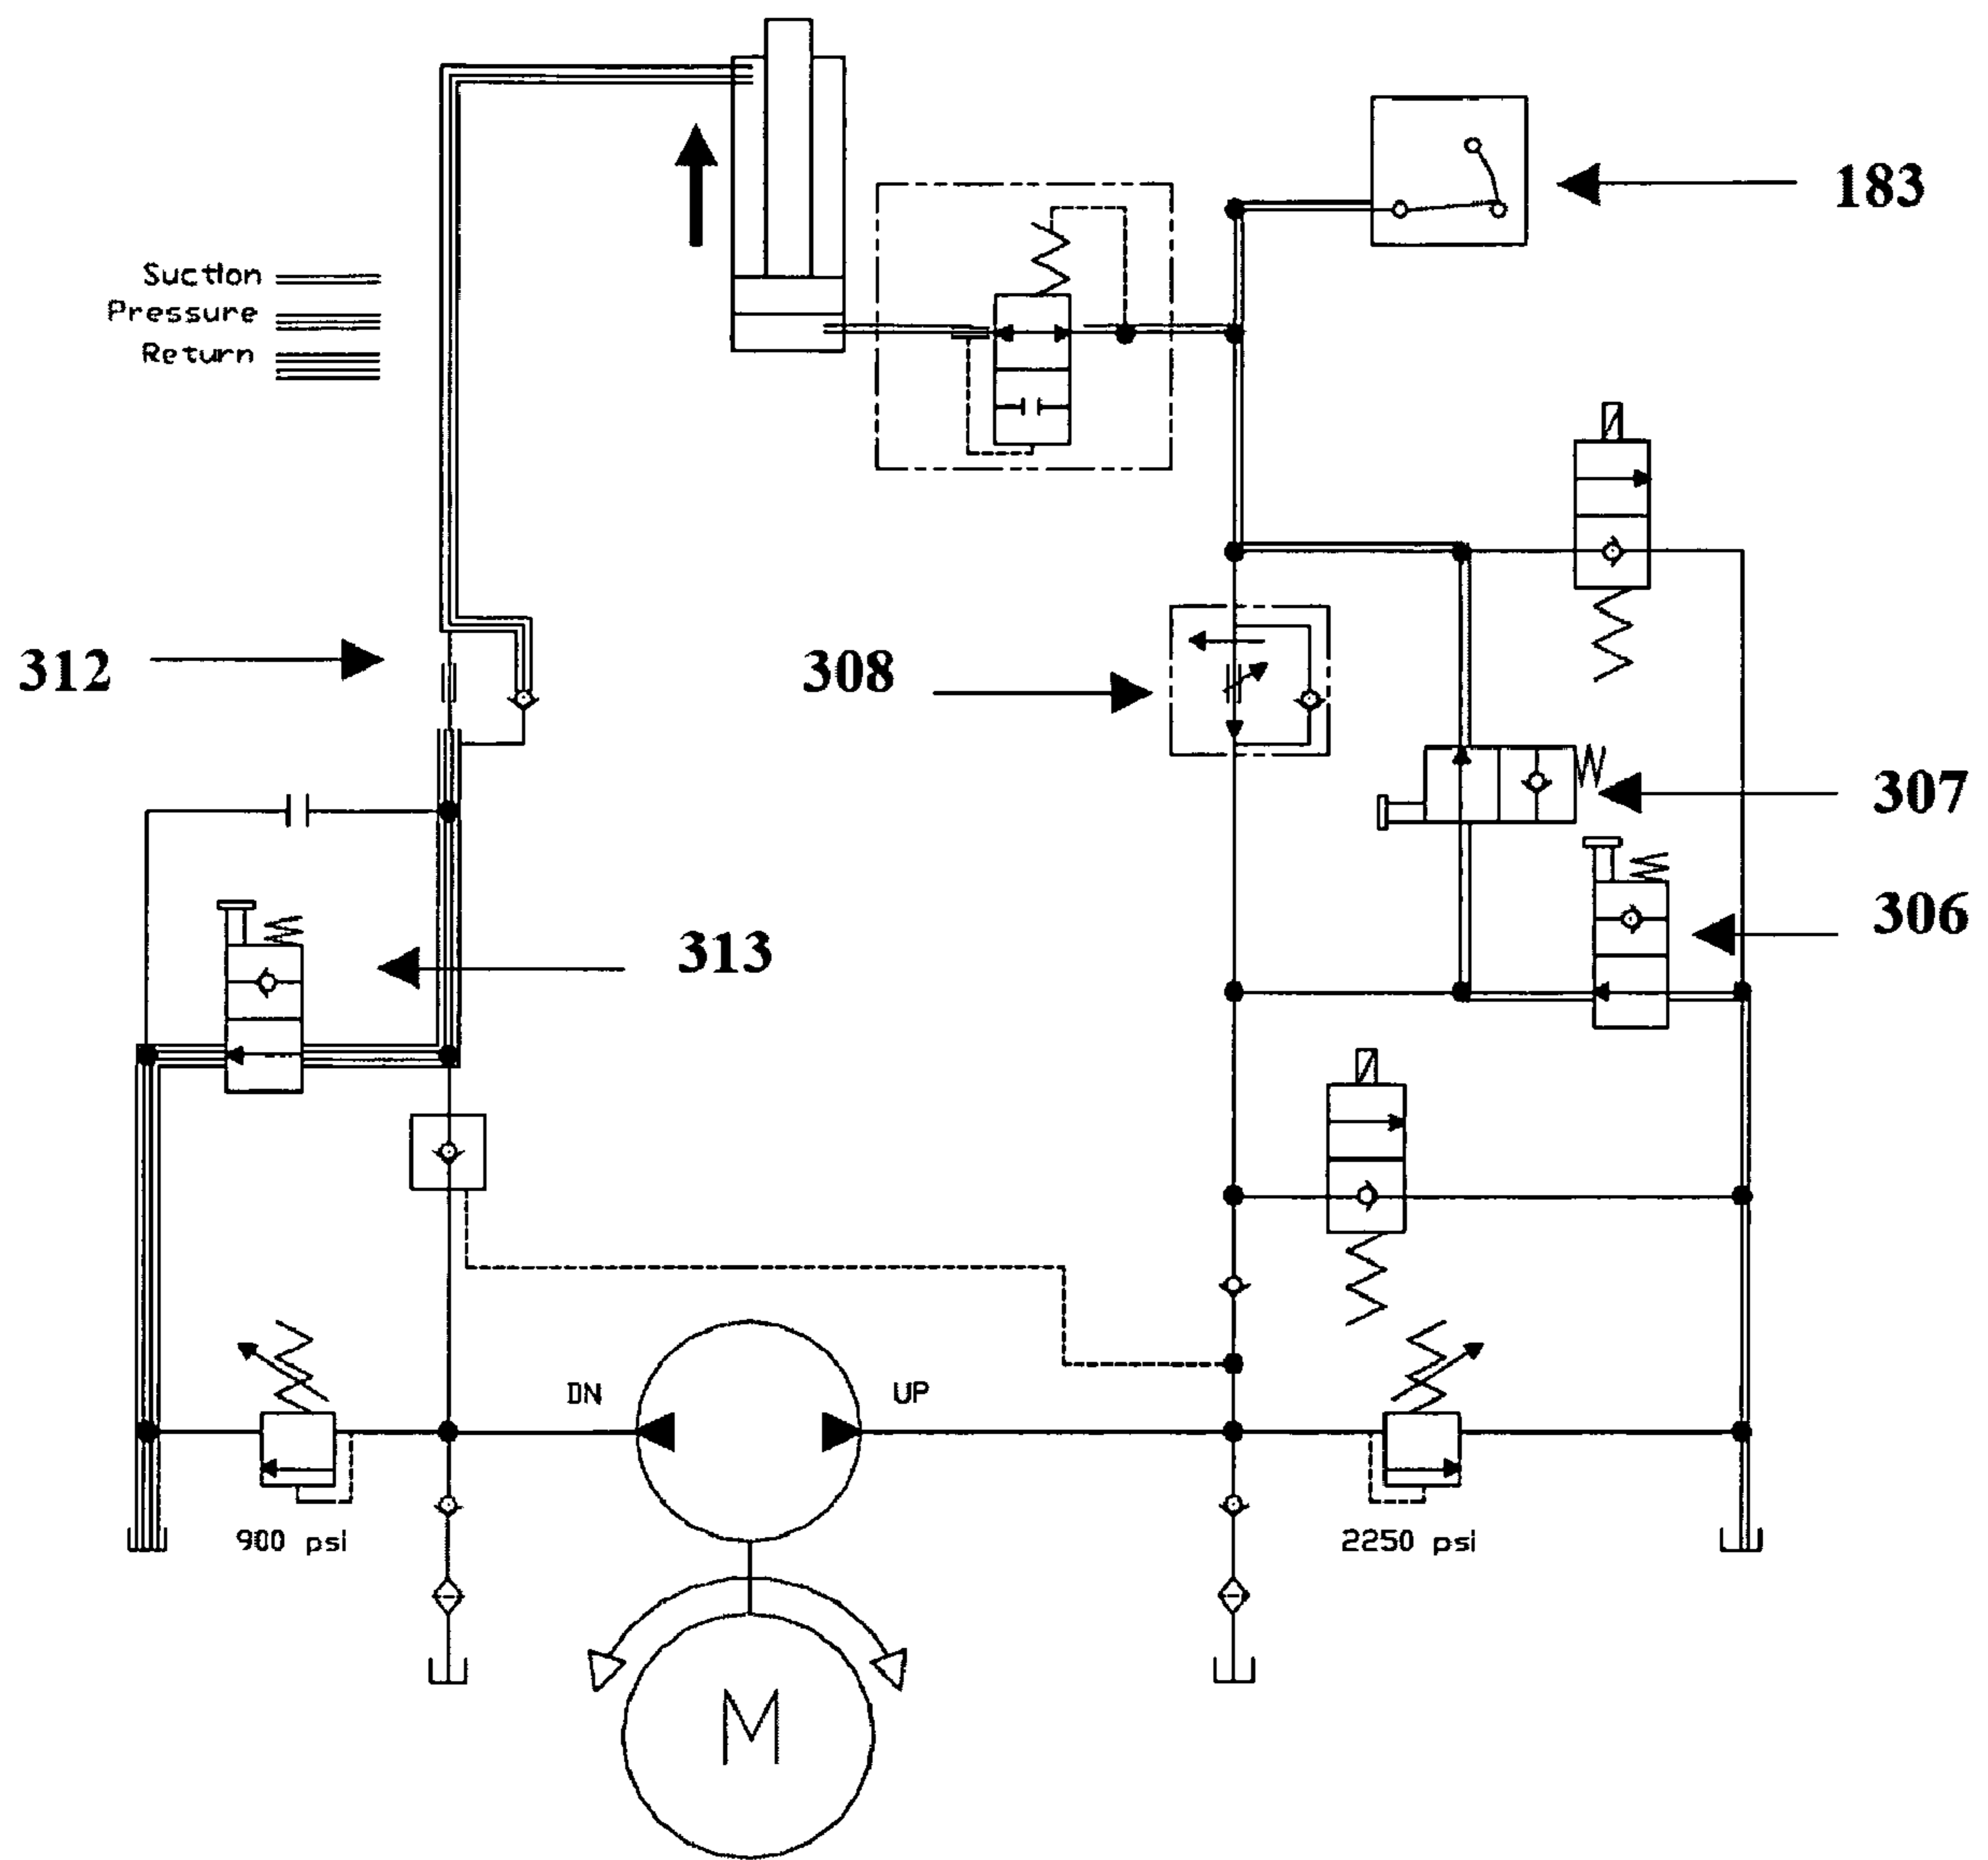 183
Suction
Pressure
Return
312
308
307
306
313
DN
UP
900 psi
2250 psi
M